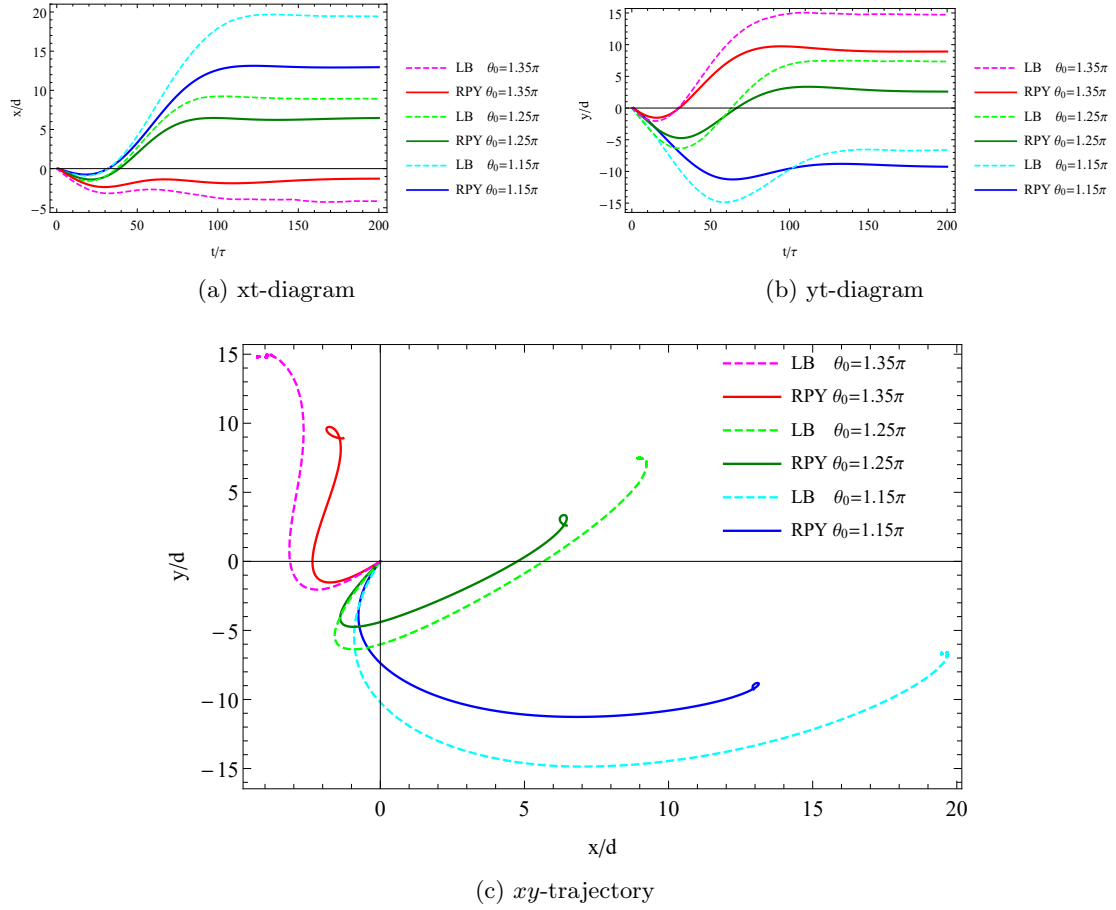 x/d
20
15
10
5
0
−5
0 50 100 150 200
t/τ
LB θ₀=1.35π
RPY θ₀=1.35π
LB θ₀=1.25π
RPY θ₀=1.25π
LB θ₀=1.15π
RPY θ₀=1.15π
(a) xt-diagram
y/d
15
10
5
0
−5
−10
−15
0 50 100 150 200
t/τ
LB θ₀=1.35π
RPY θ₀=1.35π
LB θ₀=1.25π
RPY θ₀=1.25π
LB θ₀=1.15π
RPY θ₀=1.15π
(b) yt-diagram
y/d
15
10
5
0
−5
−10
−15
LB θ₀=1.35π
RPY θ₀=1.35π
LB θ₀=1.25π
RPY θ₀=1.25π
LB θ₀=1.15π
RPY θ₀=1.15π
0 5 10 15 20
x/d
(c) xy-trajectory